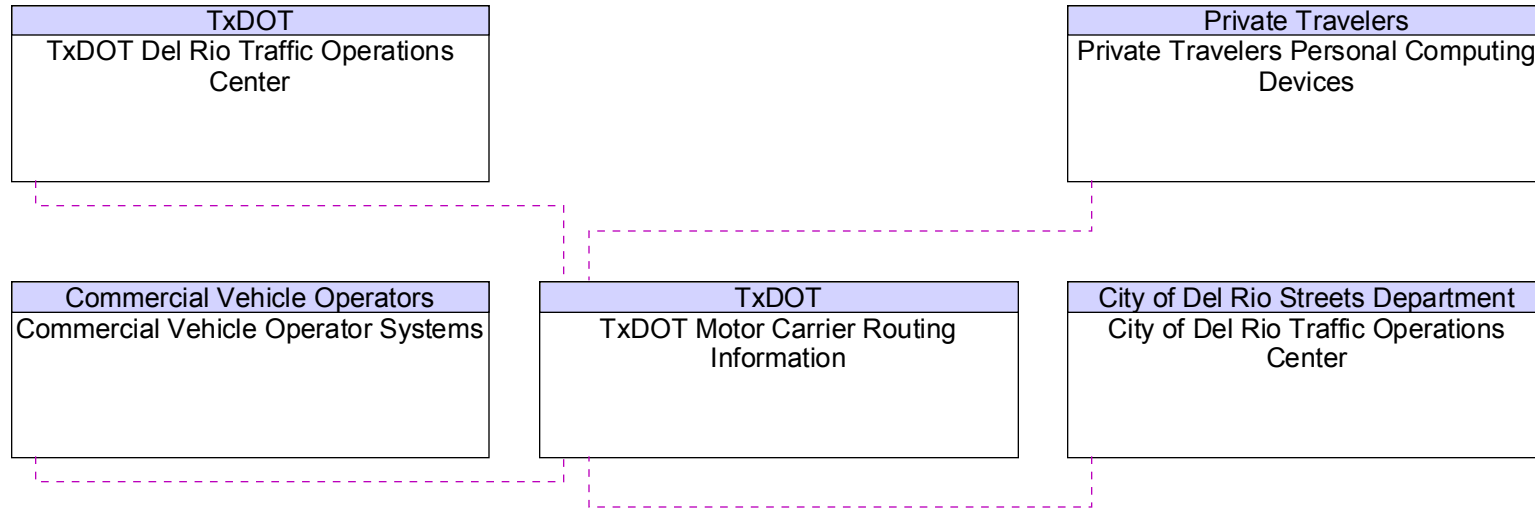 TxDOT
TxDOT Del Rio Traffic Operations
Center
Private Travelers
Private Travelers Personal Computing
Devices
Commercial Vehicle Operators
Commercial Vehicle Operator Systems
TxDOT
TxDOT Motor Carrier Routing
Information
City of Del Rio Streets Department
City of Del Rio Traffic Operations
Center